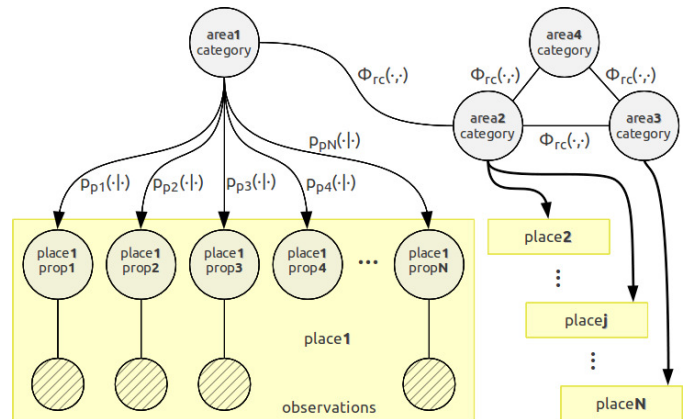 area1
category
area4
category
Φrc(·,·)
Φrc(·,·)
Φrc(·,·)
area2
category
area3
category
Φrc(·,·)
pp1(·|·)
pp2(·|·)
pp3(·|·)
pp4(·|·)
ppN(·|·)
place1
prop1
place1
prop2
place1
prop3
place1
prop4
...
place1
propN
place1
observations
place2
...
placej
...
placeN